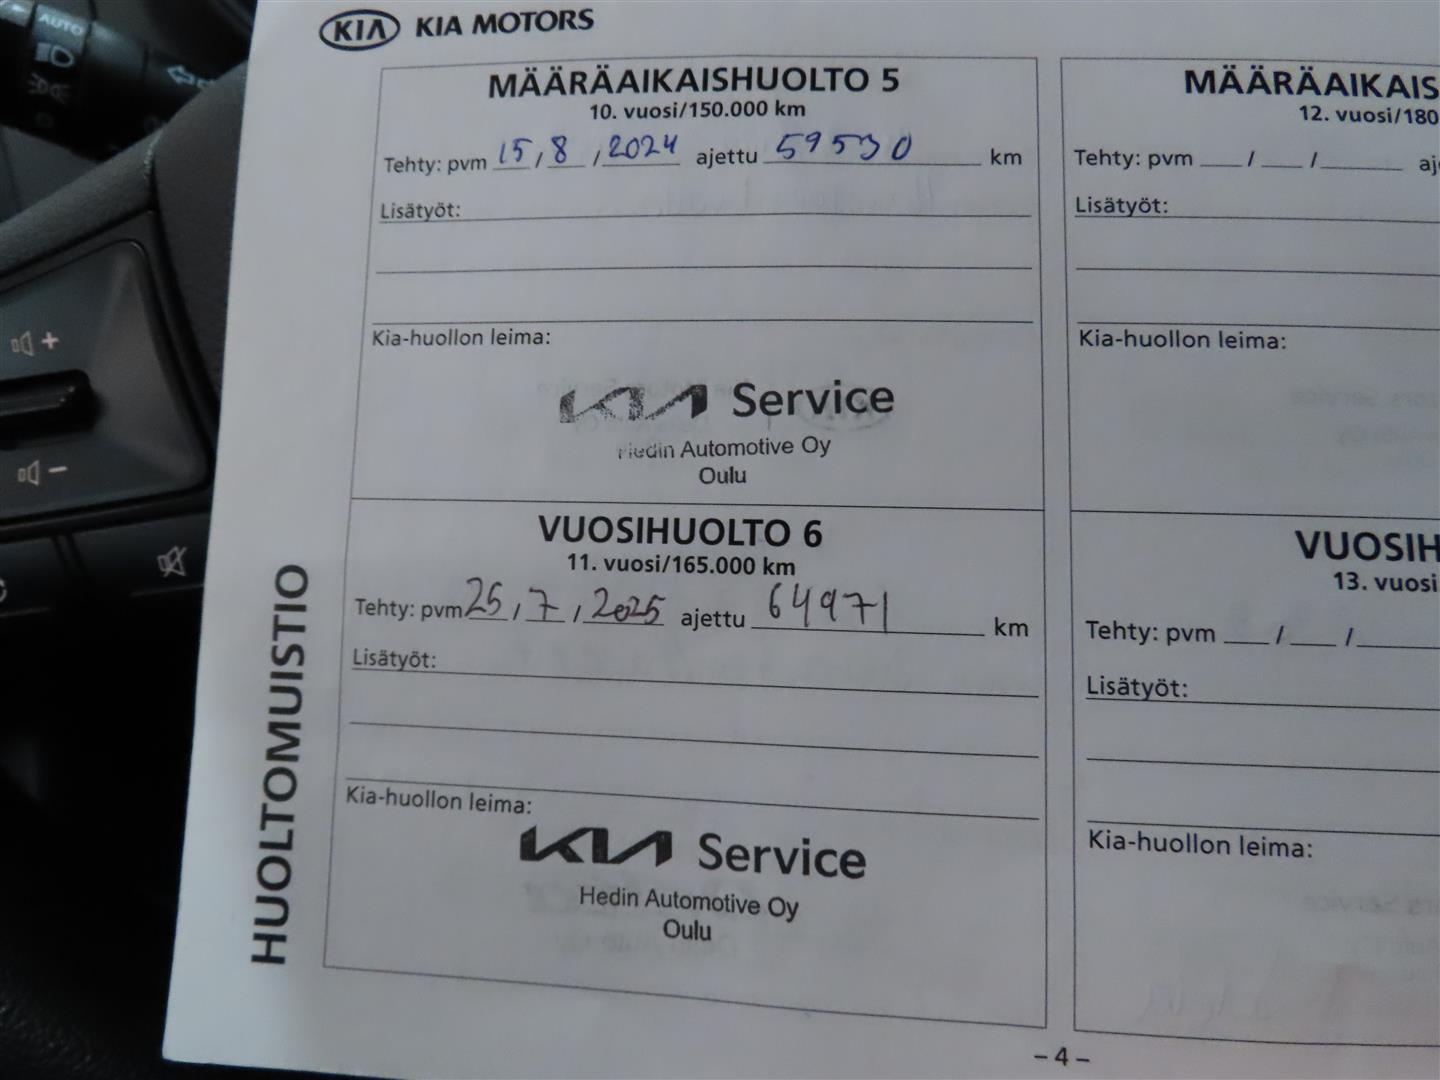 AUTO
KIA KIA MOTORS
MÄÄRÄAIKAISHUOLTO 5
10. vuosi/150.000 km
Tehty: pvm 15/8/2024 ajettu 59530 km
Lisätyöt:
Kia-huollon leima:
KIA Service
Hedin Automotive Oy
Oulu
VUOSIHUOLTO 6
11. vuosi/165.000 km
Tehty: pvm 25/7/2025 ajettu 64971 km
Lisätyöt:
Kia-huollon leima:
KIA Service
Hedin Automotive Oy
Oulu
HUOLTOMUISTIO
MÄÄRÄAIKAIS
12. vuosi/180
Tehty: pvm / / aj
Lisätyöt:
Kia-huollon leima:
VUOSIH
13. vuosi
Tehty: pvm / /
Lisätyöt:
Kia-huollon leima:
– 4 –